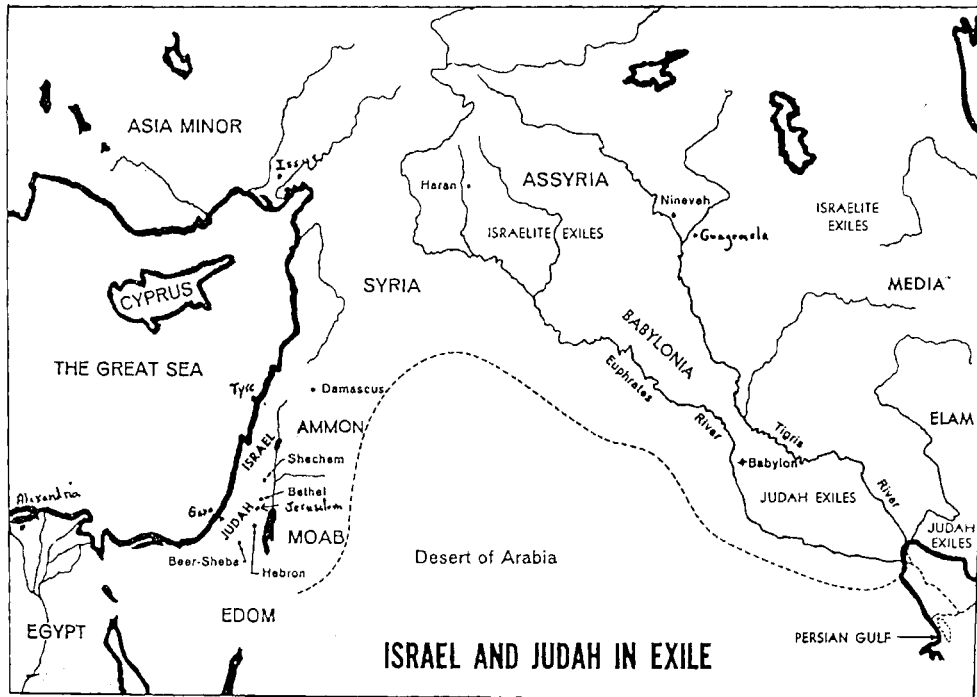 ASIA MINOR
Issus
Haran
ASSYRIA
Nineveh
Guagamela
ISRAELITE EXILES
ISRAELITE
EXILES
CYPRUS
SYRIA
MEDIA
BABYLONIA
THE GREAT SEA
Tyre
Damascus
Euphrates
River
ELAM
AMMON
ISRAEL
Shechem
Tigris
River
Babylon
Alexandria
Bethel
JUDAH EXILES
Gaza
JUDAH
Jerusalem
MOAB
JUDAH
EXILES
Beer-Sheba
Hebron
Desert of Arabia
EDOM
EGYPT
PERSIAN GULF
ISRAEL AND JUDAH IN EXILE